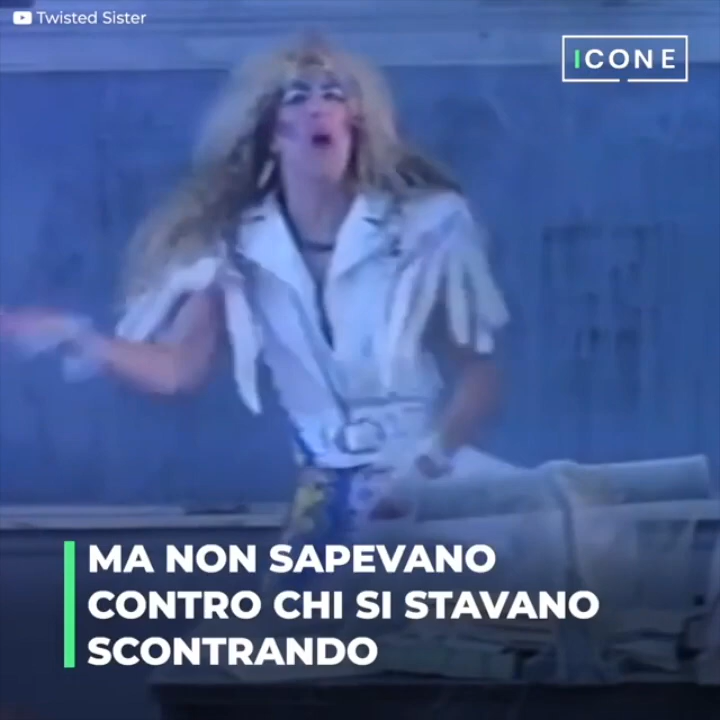 Twisted Sister
ICONE
MA NON SAPEVANO
CONTRO CHI SI STAVANO
SCONTRANDO